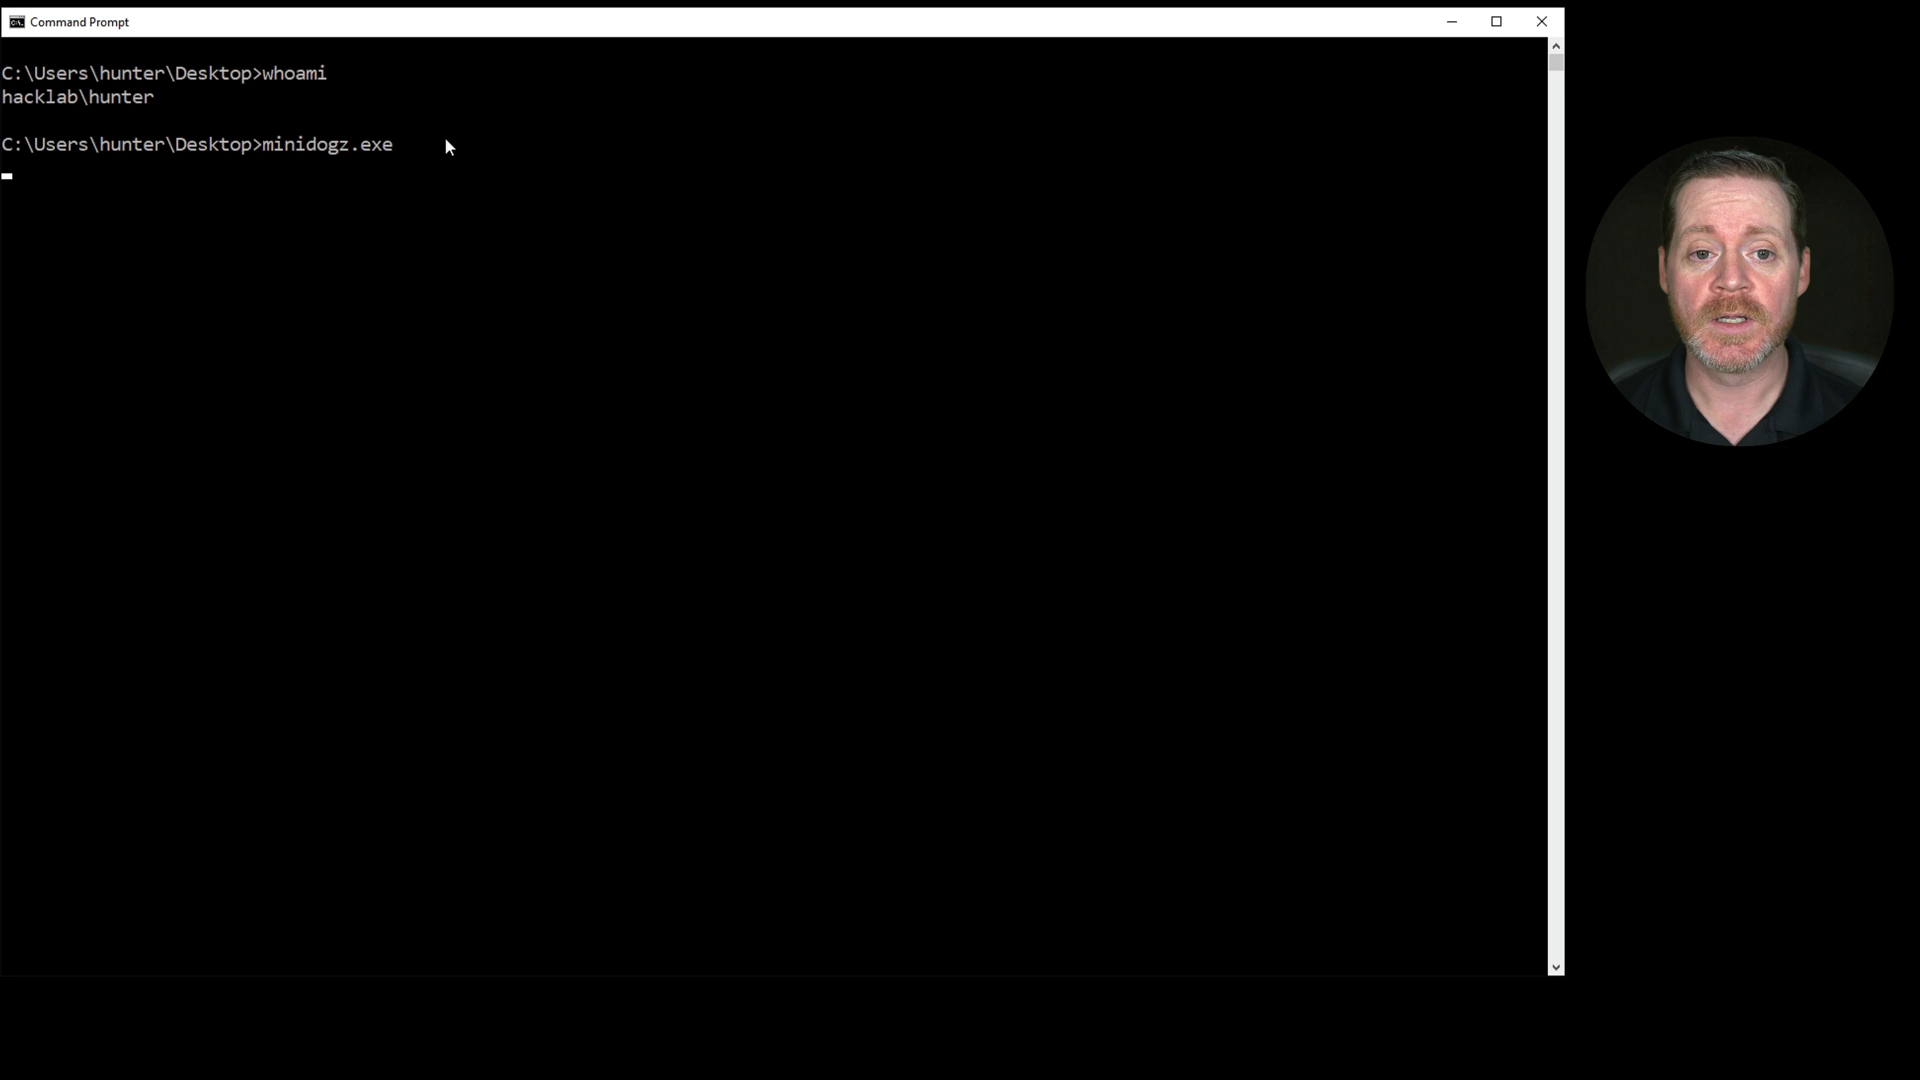 Command Prompt
C:\Users\hunter\Desktop>whoami
hacklab\hunter
C:\Users\hunter\Desktop>minidogz.exe